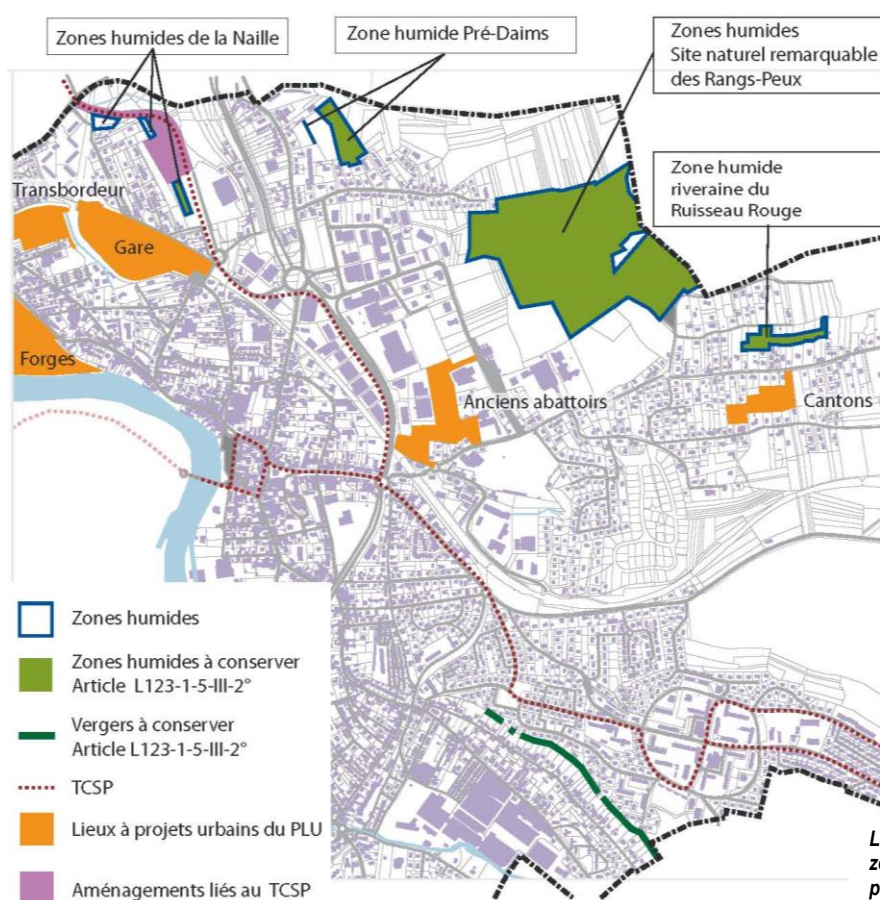 Zones humides de la Naille
Zone humide Pré-Daims
Zones humides
Site naturel remarquable
des Rangs-Peux
Zone humide
riveraine du
Ruisseau Rouge
Transbordeur
Gare
Forges
Anciens abattoirs
Cantons
Zones humides
Zones humides à conserver
Article L123-1-5-III-2°
Vergers à conserver
Article L123-1-5-III-2°
TCSP
Lieux à projets urbains du PLU
Aménagements liés au TCSP